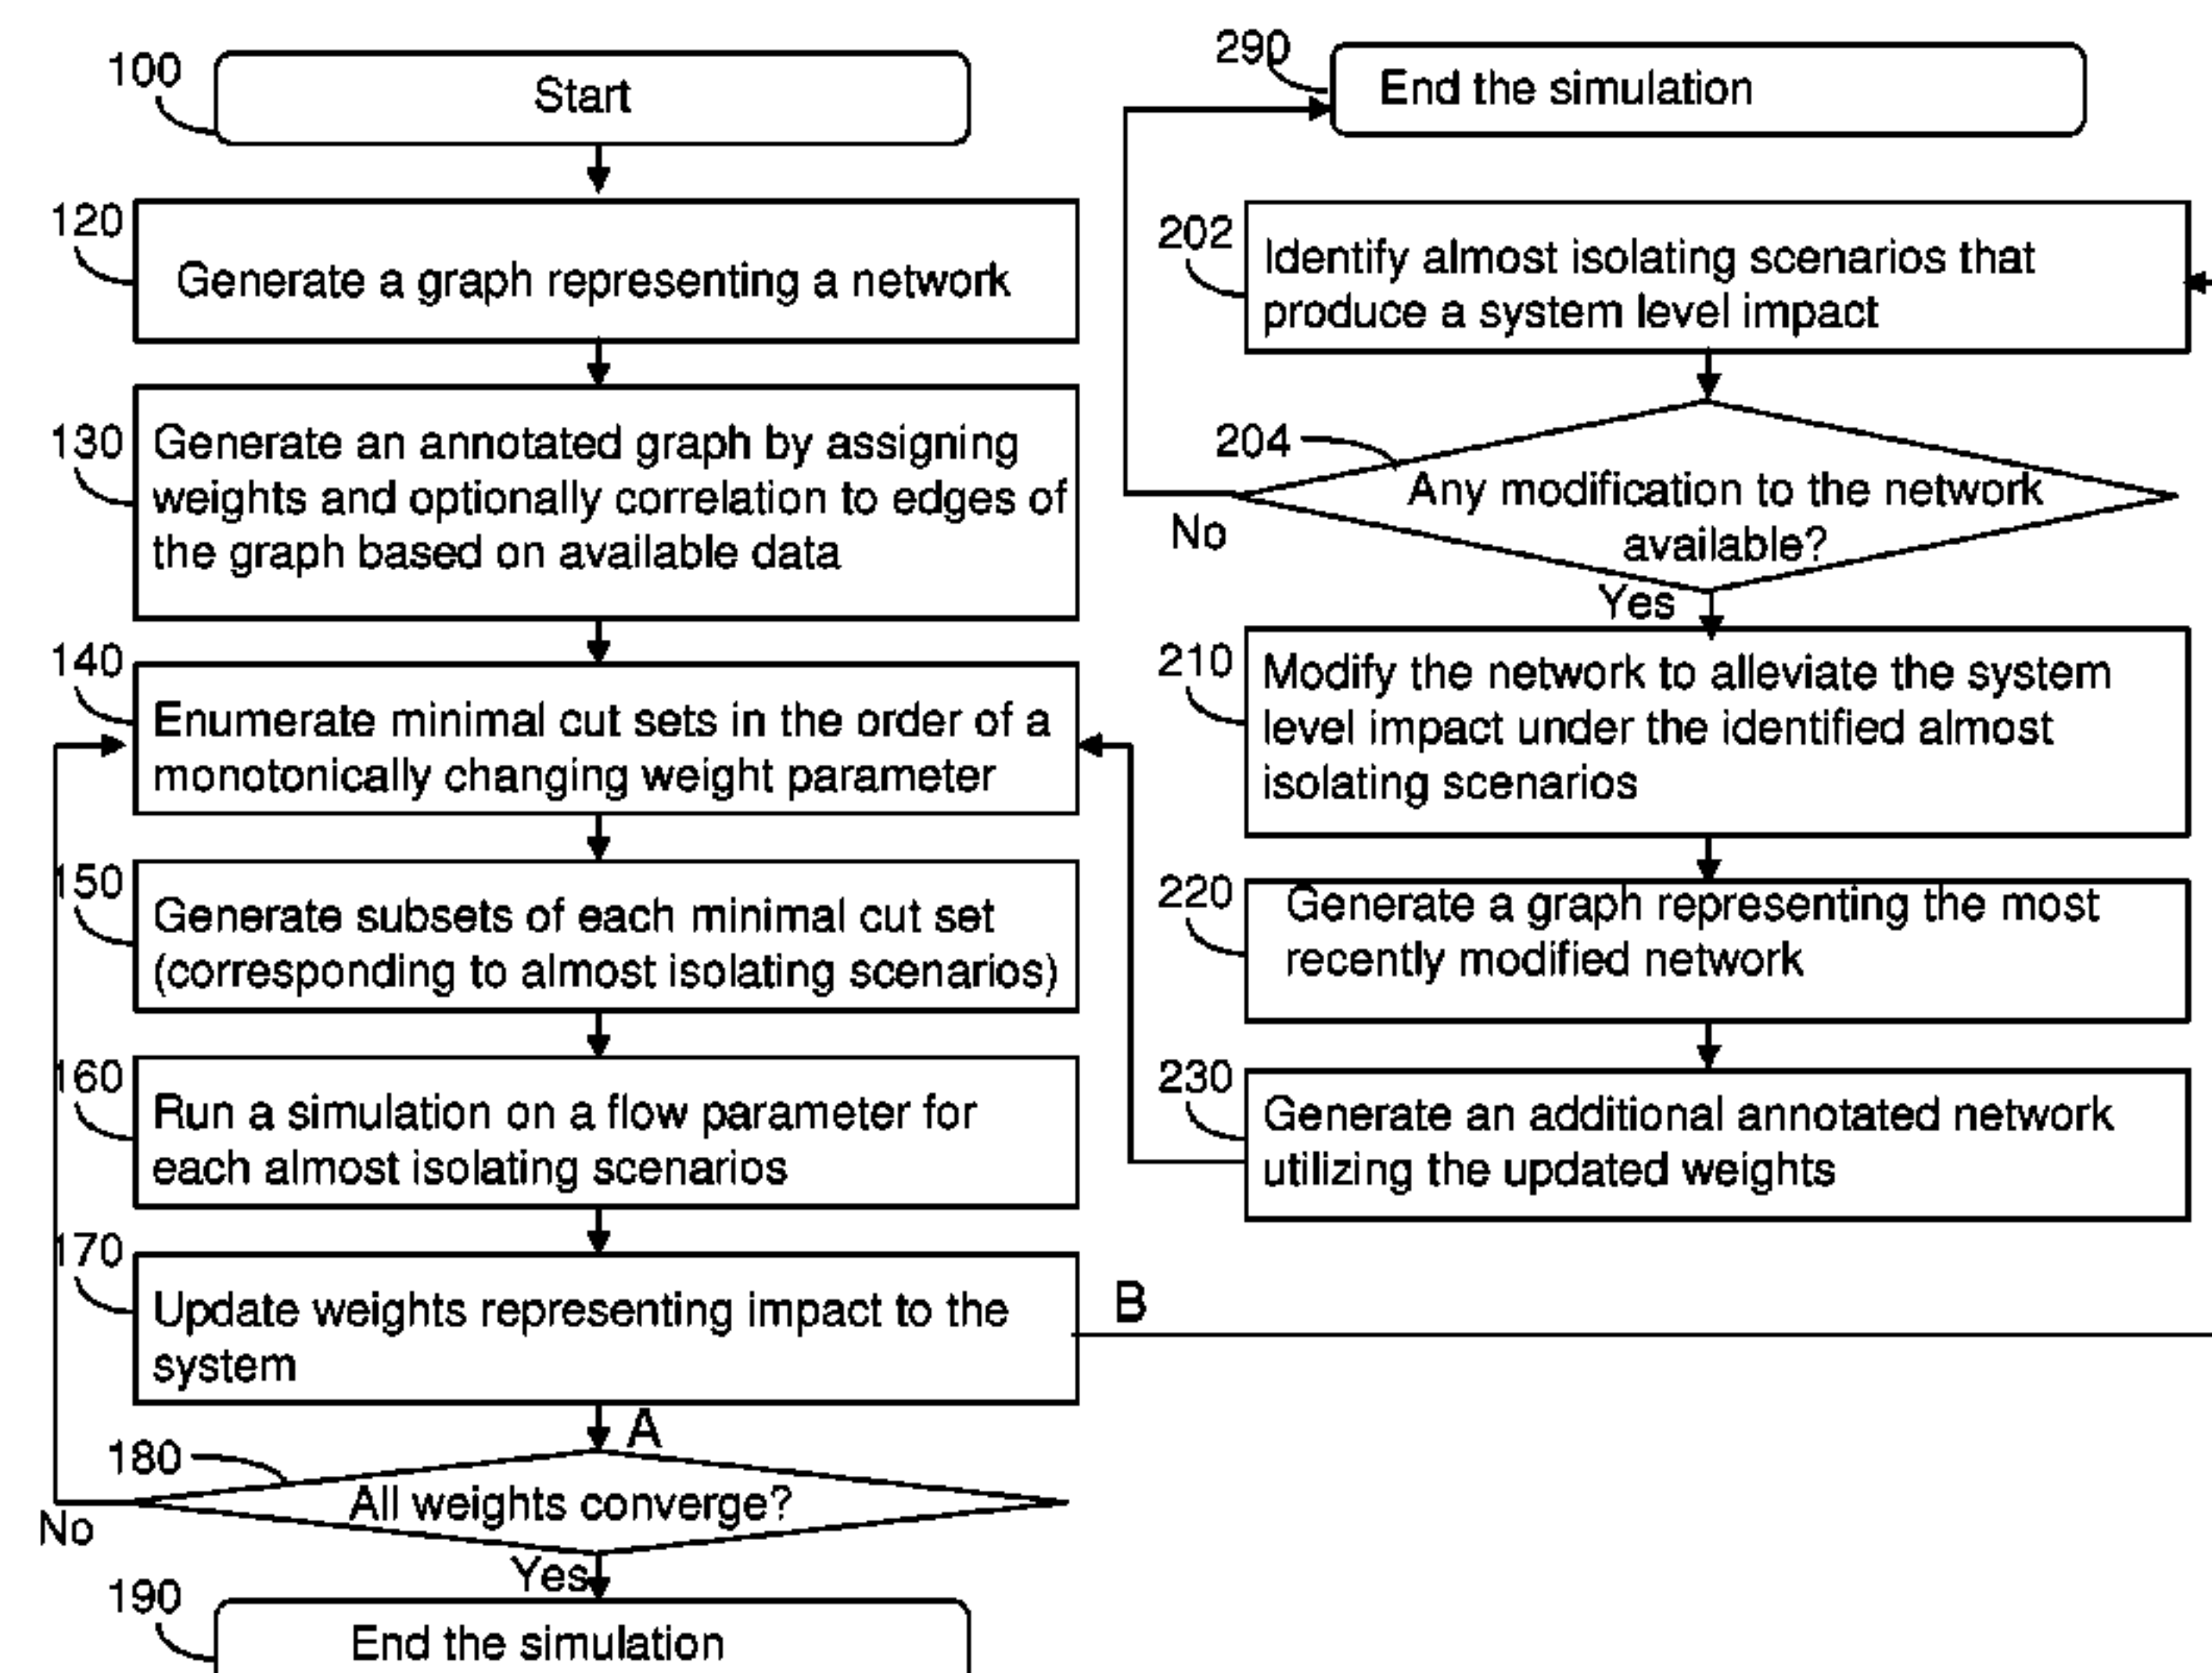 100
Start
120
Generate a graph representing a network
130
Generate an annotated graph by assigning
weights and optionally correlation to edges of
the graph based on available data
140
Enumerate minimal cut sets in the order of a
monotonically changing weight parameter
150
Generate subsets of each minimal cut set
(corresponding to almost isolating scenarios)
160
Run a simulation on a flow parameter for
each almost isolating scenarios
170
Update weights representing impact to the
system
B
A
180
All weights converge?
No
Yes
190
End the simulation
290
End the simulation
202
Identify almost isolating scenarios that
produce a system level impact
204
Any modification to the network
available?
No
Yes
210
Modify the network to alleviate the system
level impact under the identified almost
isolating scenarios
220
Generate a graph representing the most
recently modified network
230
Generate an additional annotated network
utilizing the updated weights